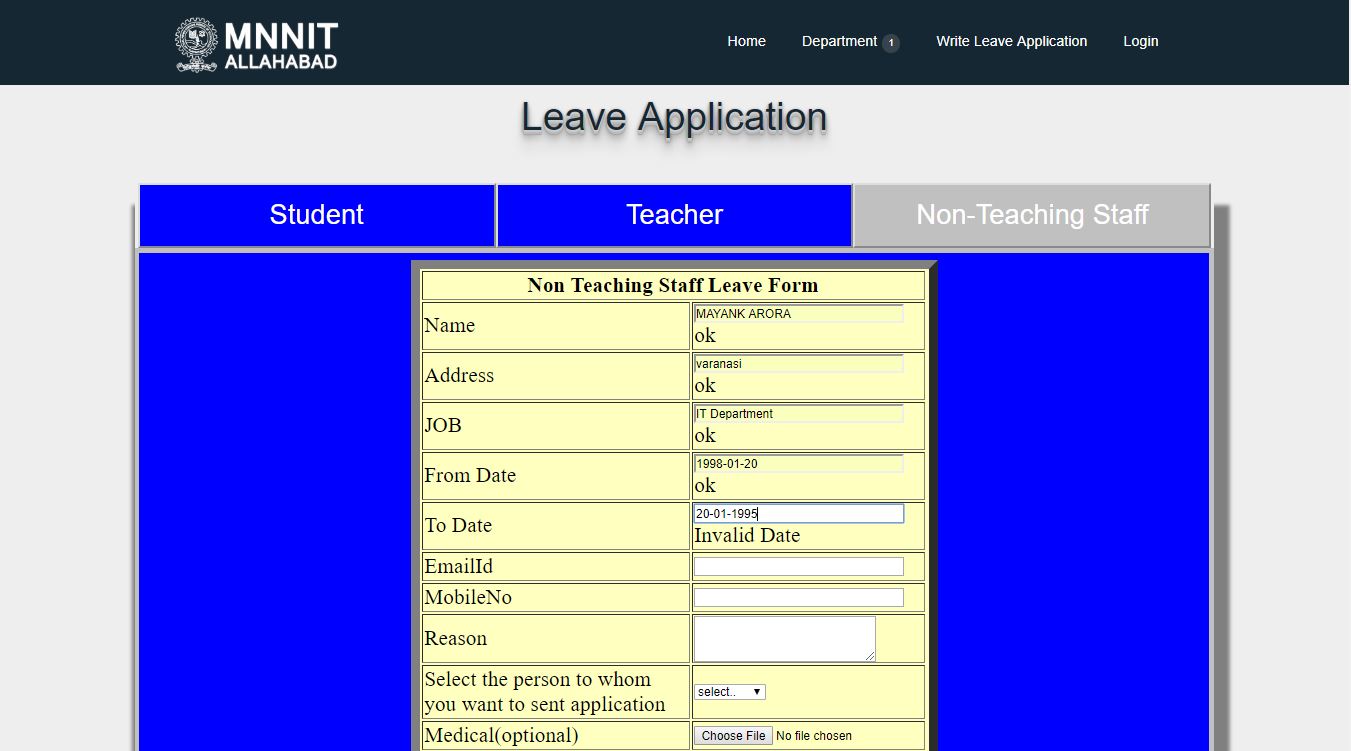 MNNIT
ALLAHABAD
Home Department 1 Write Leave Application Login
Leave Application
Student Teacher Non-Teaching Staff
Non Teaching Staff Leave Form
Name MAYANK ARORA
ok
Address varanasi
ok
JOB IT Department
ok
From Date 1998-01-20
ok
To Date 20-01-1995
Invalid Date
EmailId
MobileNo
Reason
Select the person to whom
you want to sent application select..
Medical(optional) Choose File No file chosen